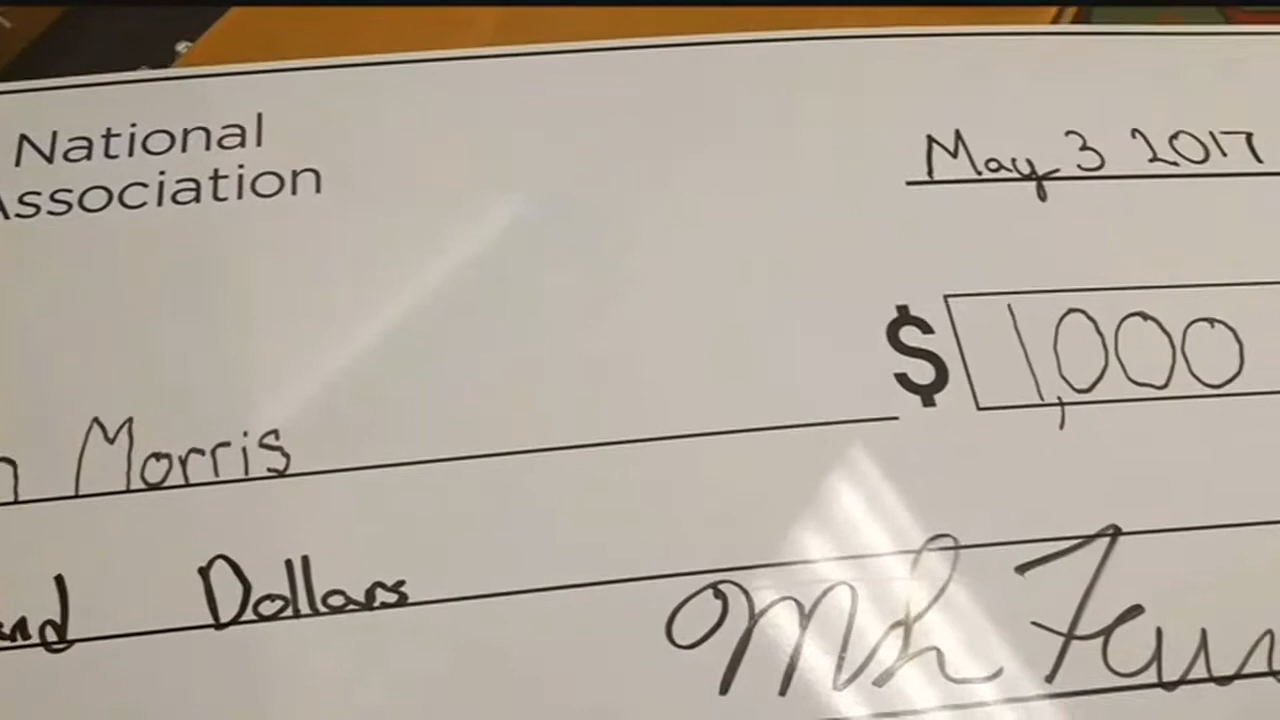 National
Association
May 3 2017
$ 1,000
Morris
Dollars